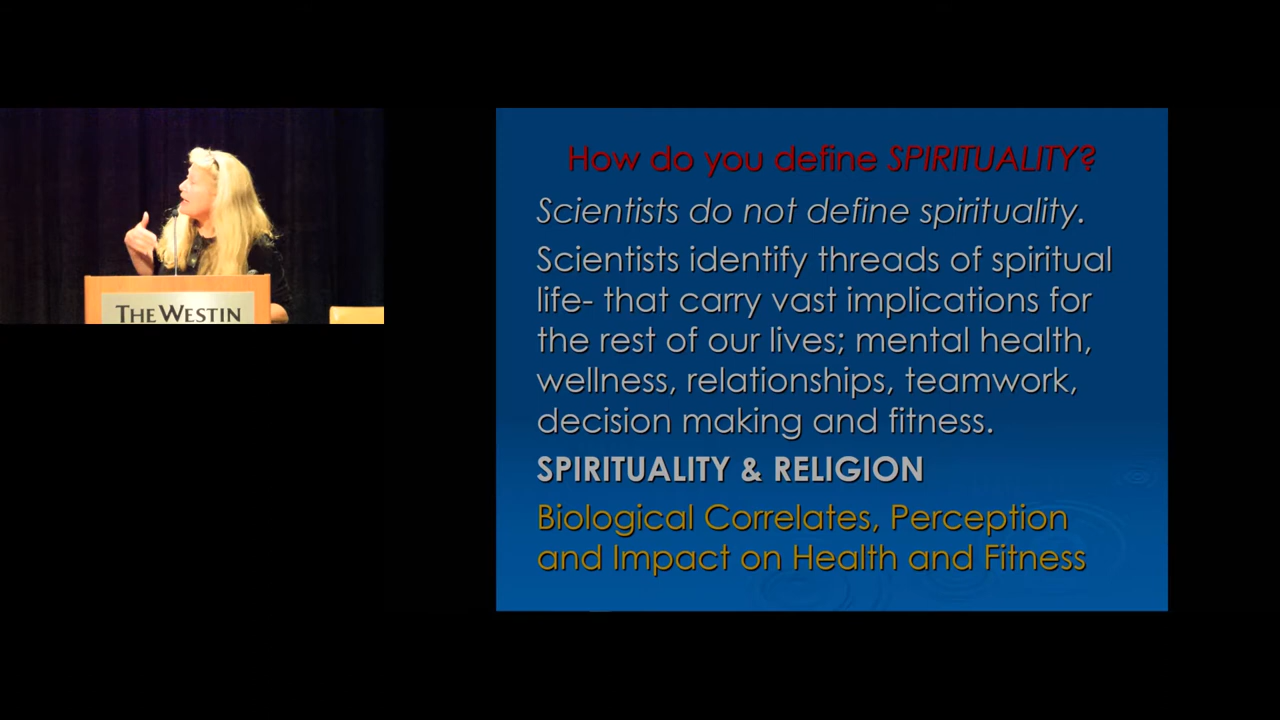 THE WESTIN
How do you define SPIRITUALITY?
Scientists do not define spirituality.
Scientists identify threads of spiritual
life- that carry vast implications for
the rest of our lives; mental health,
wellness, relationships, teamwork,
decision making and fitness.
SPIRITUALITY & RELIGION
Biological Correlates, Perception
and Impact on Health and Fitness